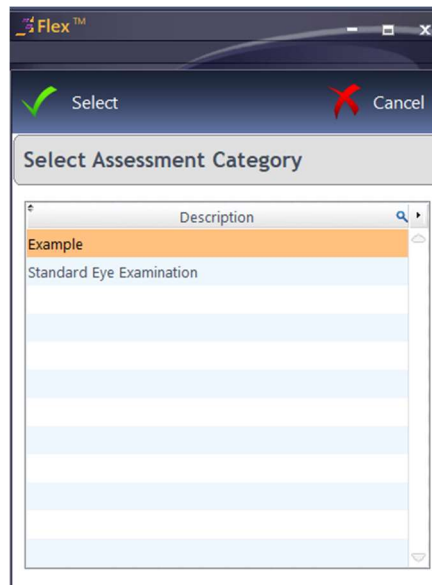 Flex™
Select Cancel
Select Assessment Category
Description
Example
Standard Eye Examination